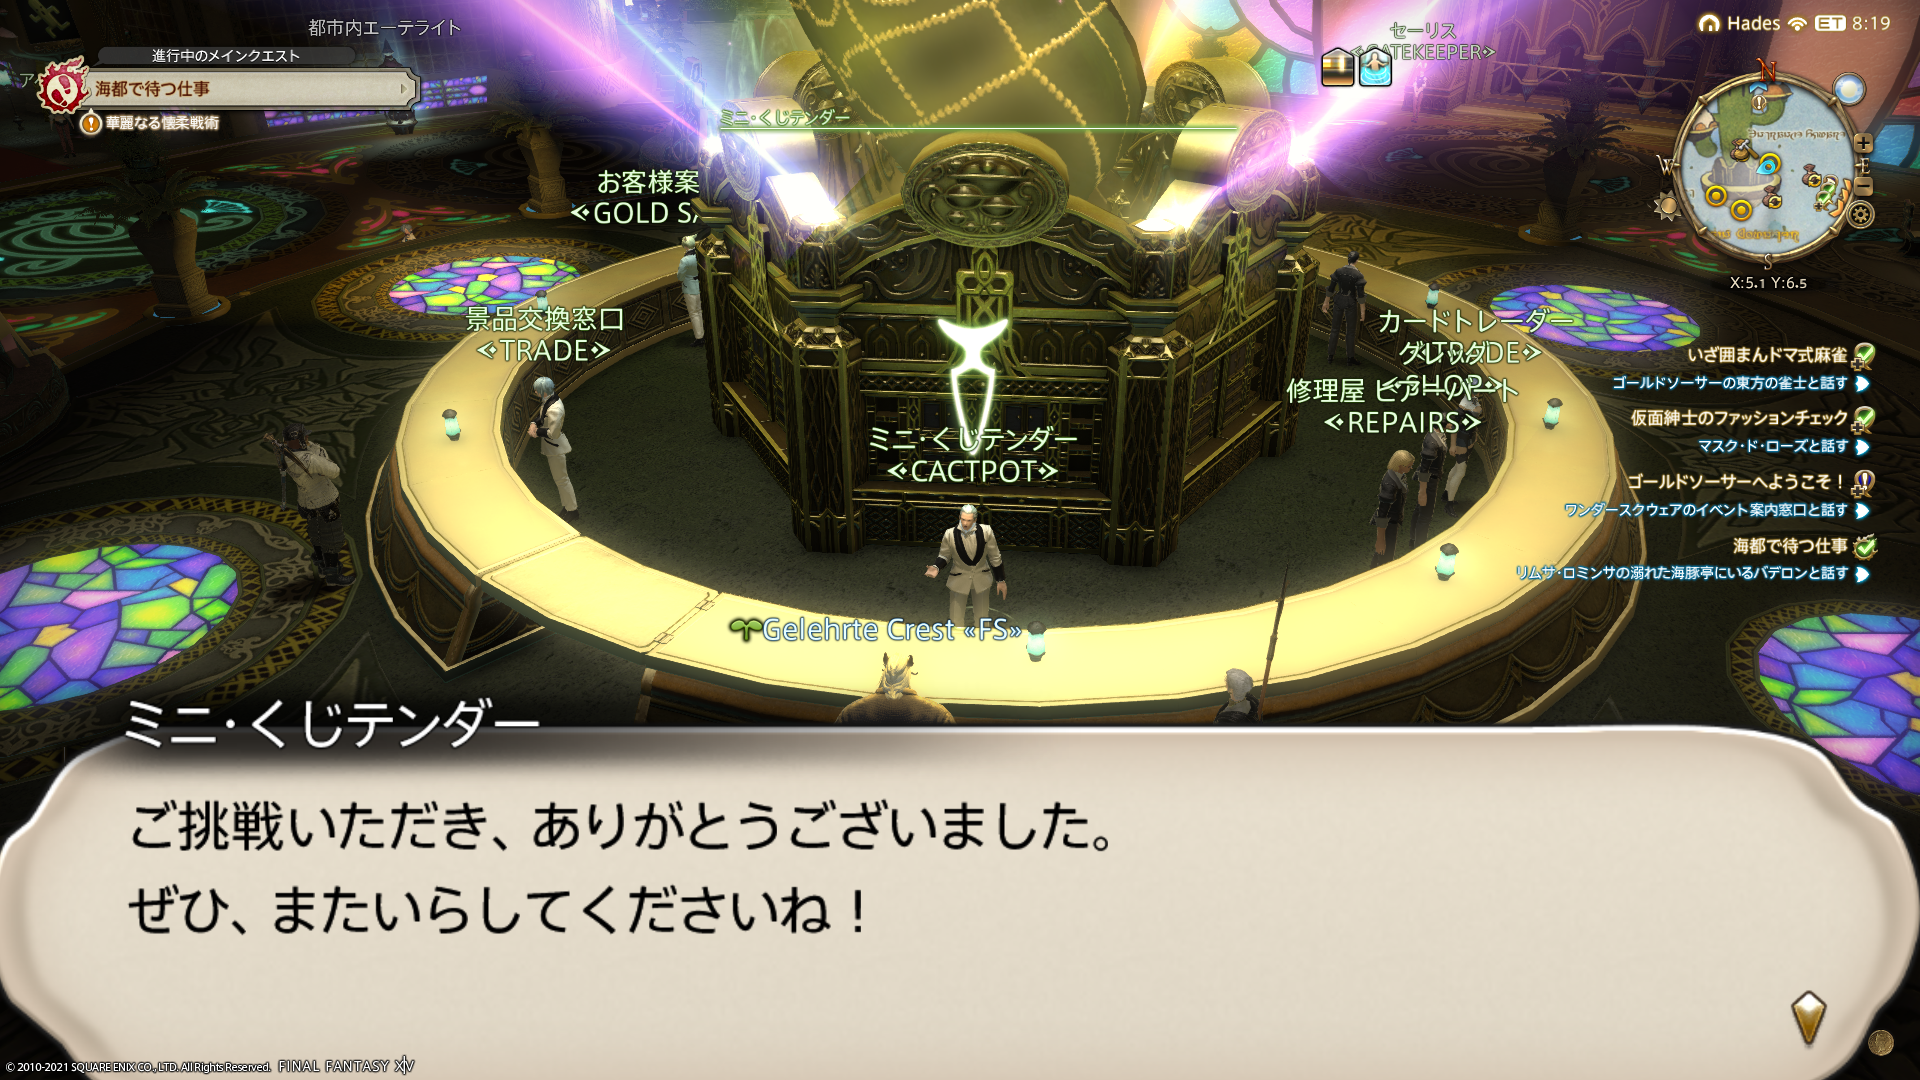 都市内エーテライト
進行中のメインクエスト
海都で待つ仕事
華麗なる懐柔戦術
セーリス
Hades ET 8:19
N
W
E
S
X:5.1 Y:6.5
ミニ・くじテンダー
お客様案
<GOLD SA
景品交換窓口
<TRADE>
カードトレーダー
修理屋 ピアーバート
<REPAIRS>
ミニ・くじテンダー
<CACTPOT>
いざ囲まんドマ式麻雀
ゴールドソーサーの東方の雀士と話す
仮面紳士のファッションチェック
マスク・ド・ローズと話す
ゴールドソーサーへようこそ！
ワンダースクウェアのイベント案内窓口と話す
海都で待つ仕事
リムサ・ロミンサの溺れた海豚亭にいるバデロンと話す
Gelehrte Crest «FS»
ミニ・くじテンダー
ご挑戦いただき、ありがとうございました。
ぜひ、またいらしてくださいね！
© 2010-2021 SQUARE ENIX CO., LTD. All Rights Reserved. FINAL FANTASY XIV